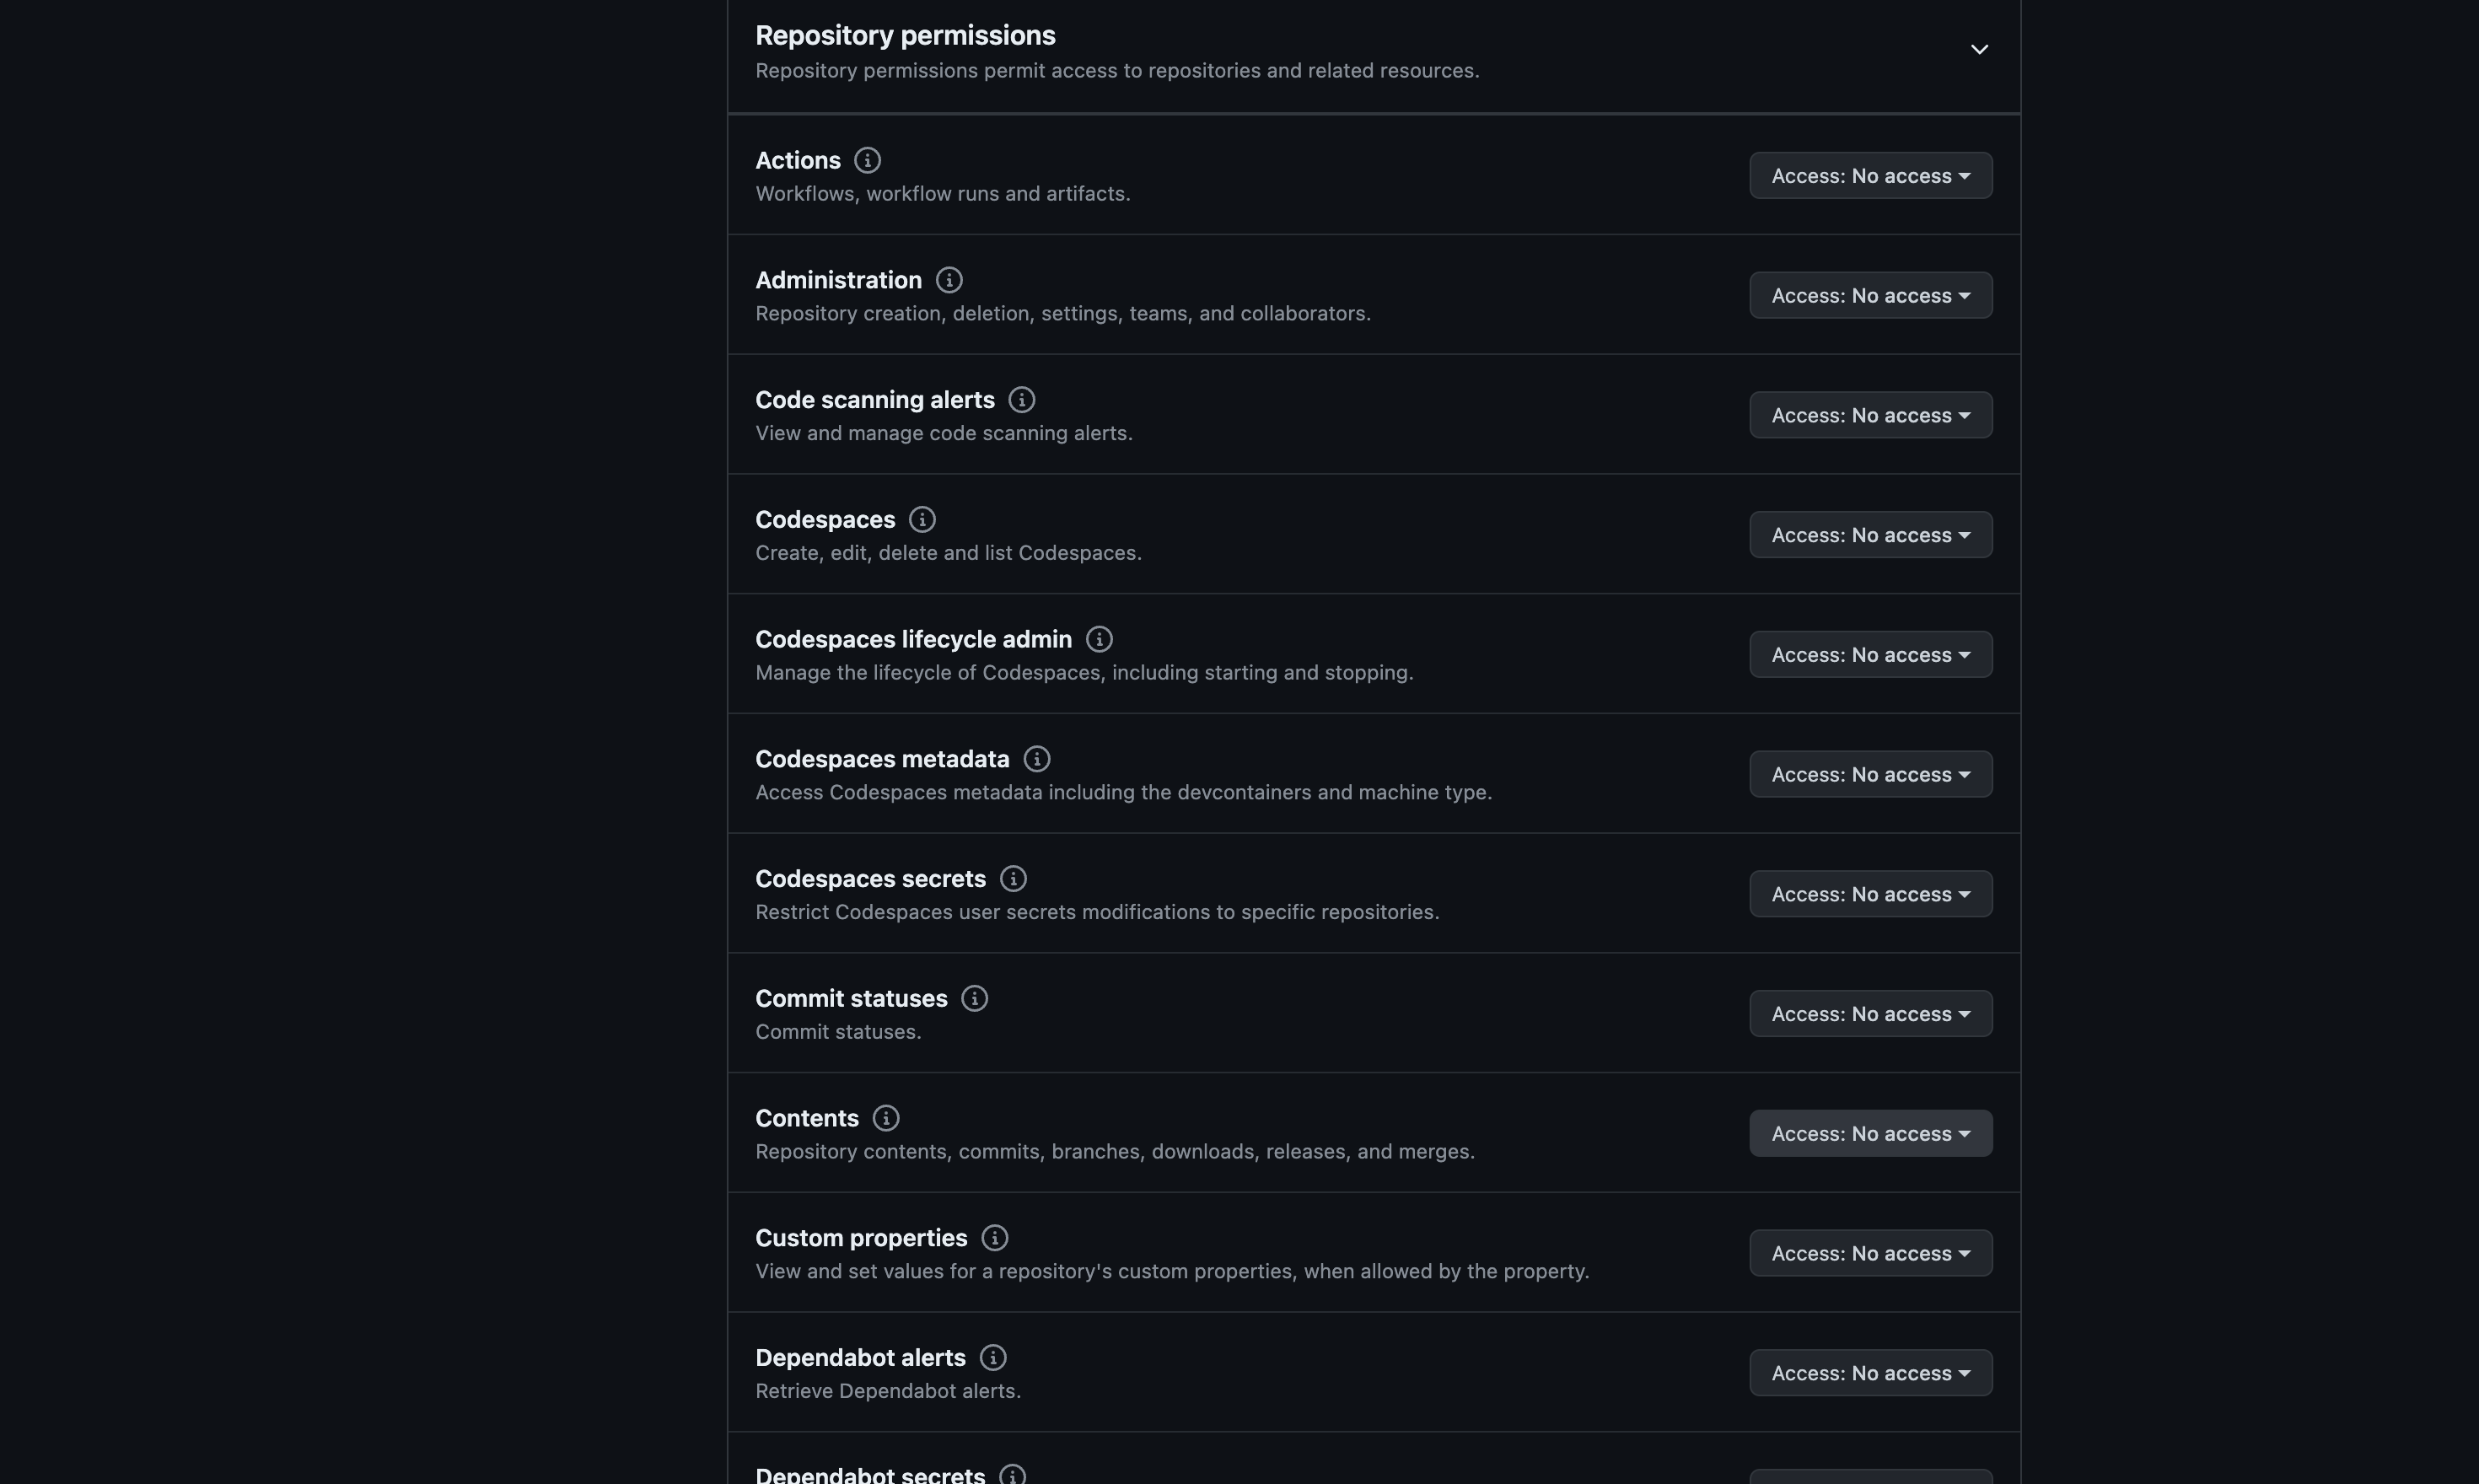 Repository permissions
Repository permissions permit access to repositories and related resources.
Actions
Workflows, workflow runs and artifacts.
Access: No access
Administration
Repository creation, deletion, settings, teams, and collaborators.
Access: No access
Code scanning alerts
View and manage code scanning alerts.
Access: No access
Codespaces
Create, edit, delete and list Codespaces.
Access: No access
Codespaces lifecycle admin
Manage the lifecycle of Codespaces, including starting and stopping.
Access: No access
Codespaces metadata
Access Codespaces metadata including the devcontainers and machine type.
Access: No access
Codespaces secrets
Restrict Codespaces user secrets modifications to specific repositories.
Access: No access
Commit statuses
Commit statuses.
Access: No access
Contents
Repository contents, commits, branches, downloads, releases, and merges.
Access: No access
Custom properties
View and set values for a repository's custom properties, when allowed by the property.
Access: No access
Dependabot alerts
Retrieve Dependabot alerts.
Access: No access
Dependabot secrets